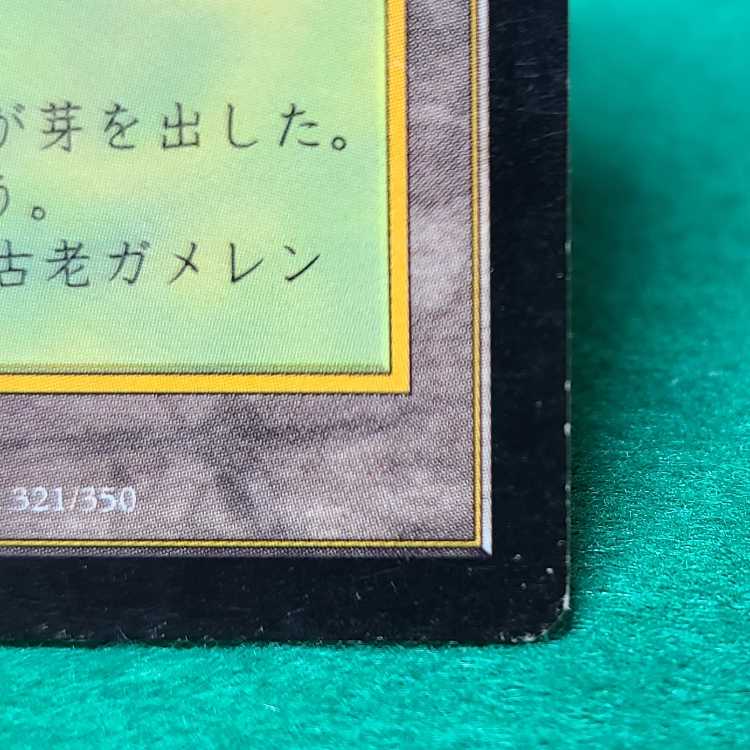 が芽を出した。
う。
古老ガメレン
321/350